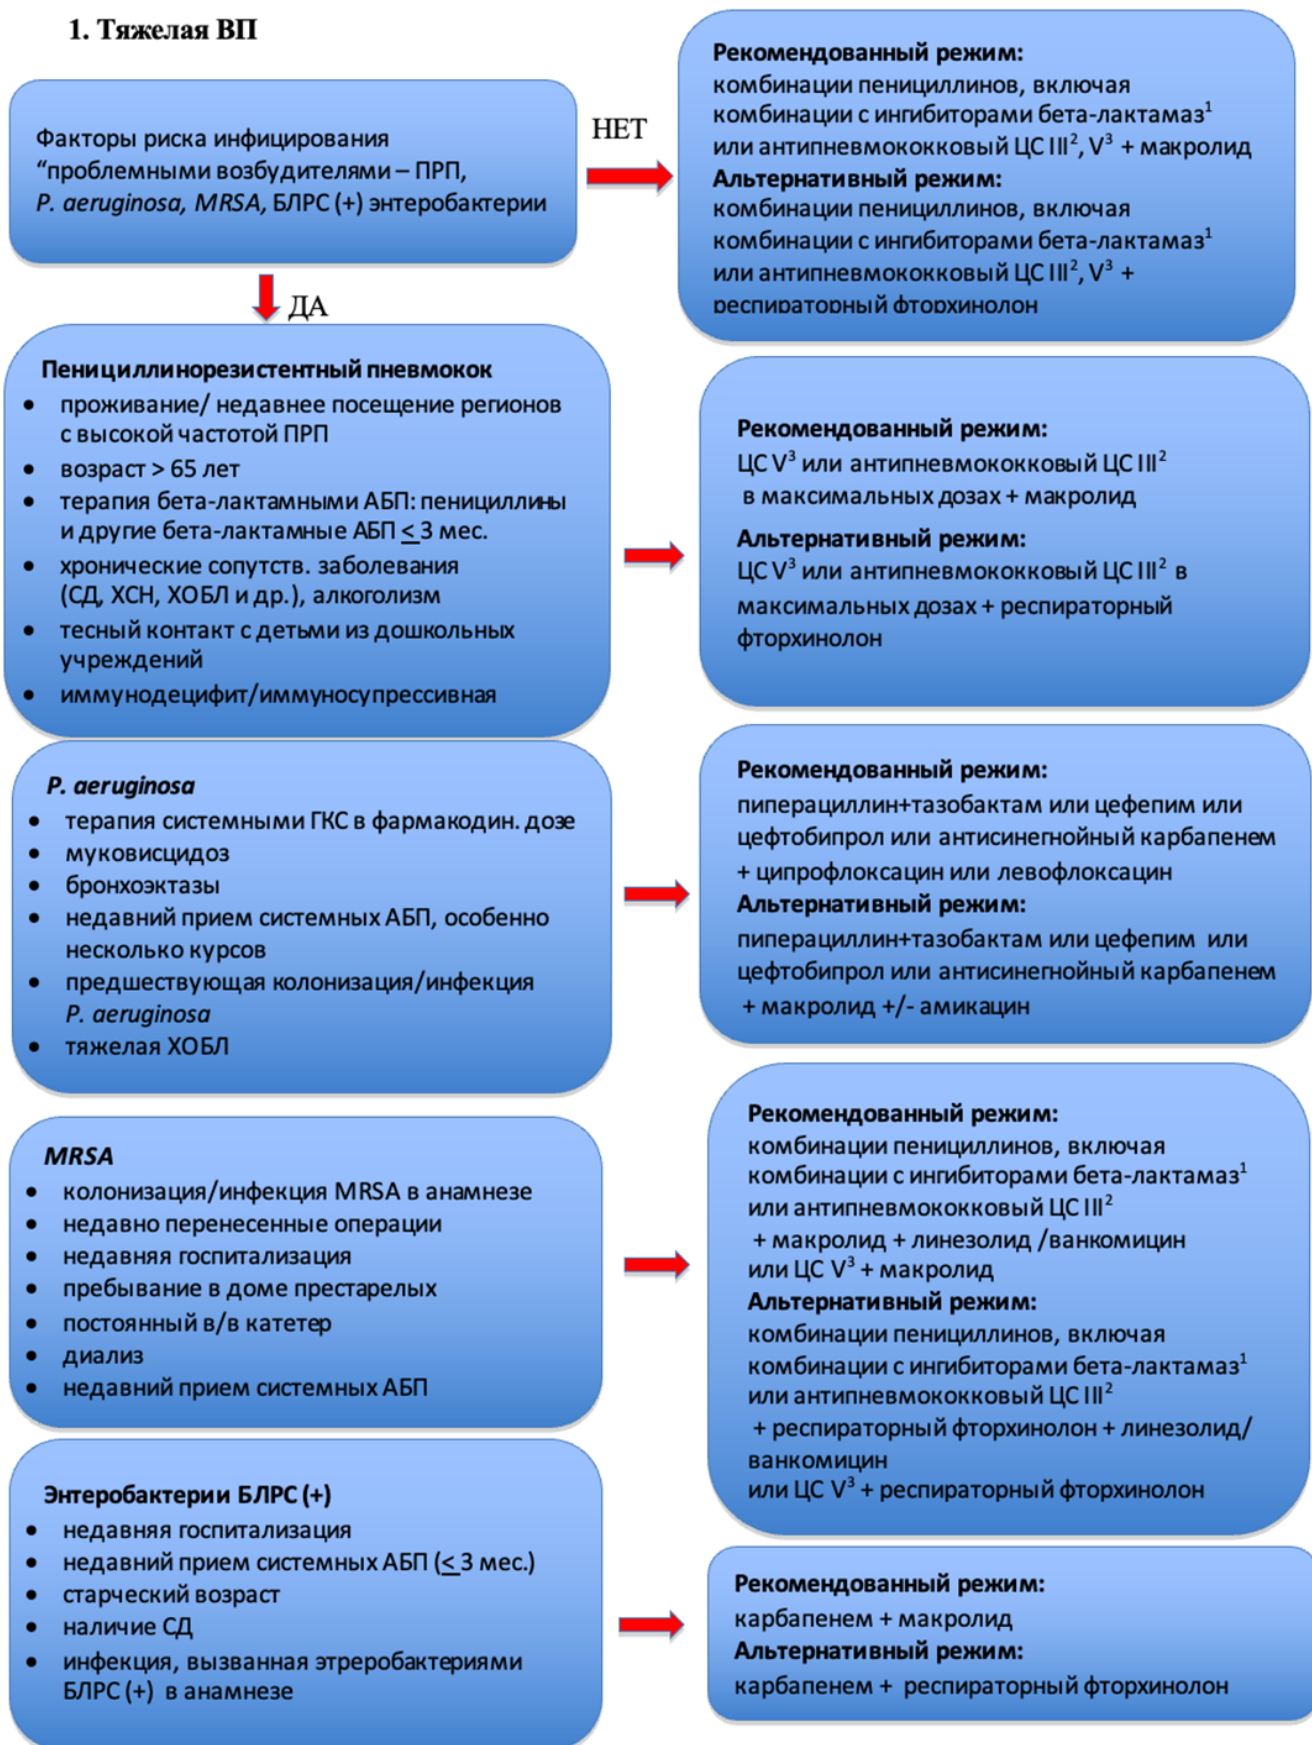 1. Тяжелая ВП
Факторы риска инфицирования
“проблемными возбудителями – ПРП,
P. aeruginosa, MRSA, БЛРС (+) энтеробактерии
НЕТ
Рекомендованный режим:
комбинации пенициллинов, включая
комбинации с ингибиторами бета-лактамаз¹
или антипневмококковый ЦС III², V³ + макролид
Альтернативный режим:
комбинации пенициллинов, включая
комбинации с ингибиторами бета-лактамаз¹
или антипневмококковый ЦС III², V³ +
респираторный фторхинолон
ДА
Пенициллинорезистентный пневмокок
• проживание/ недавнее посещение регионов
с высокой частотой ПРП
• возраст > 65 лет
• терапия бета-лактамными АБП: пенициллины
и другие бета-лактамные АБП < 3 мес.
• хронические сопутств. заболевания
(СД, ХСН, ХОБЛ и др.), алкоголизм
• тесный контакт с детьми из дошкольных
учреждений
• иммунодецифит/иммуносупрессивная
Рекомендованный режим:
ЦС V³ или антипневмококковый ЦС III²
в максимальных дозах + макролид
Альтернативный режим:
ЦС V³ или антипневмококковый ЦС III² в
максимальных дозах + респираторный
фторхинолон
P. aeruginosa
• терапия системными ГКС в фармакодин. дозе
• муковисцидоз
• бронхоэктазы
• недавний прием системных АБП, особенно
несколько курсов
• предшествующая колонизация/инфекция
P. aeruginosa
• тяжелая ХОБЛ
Рекомендованный режим:
пиперациллин+тазобактам или цефепим или
цефтобипрол или антисинегнойный карбапенем
+ ципрофлоксацин или левофлоксацин
Альтернативный режим:
пиперациллин+тазобактам или цефепим или
цефтобипрол или антисинегнойный карбапенем
+ макролид +/- амикацин
MRSA
• колонизация/инфекция MRSA в анамнезе
• недавно перенесенные операции
• недавняя госпитализация
• пребывание в доме престарелых
• постоянный в/в катетер
• диализ
• недавний прием системных АБП
Рекомендованный режим:
комбинации пенициллинов, включая
комбинации с ингибиторами бета-лактамаз¹
или антипневмококковый ЦС III²
+ макролид + линезолид /ванкомицин
или ЦС V³ + макролид
Альтернативный режим:
комбинации пенициллинов, включая
комбинации с ингибиторами бета-лактамаз¹
или антипневмококковый ЦС III²
+ респираторный фторхинолон + линезолид/
ванкомицин
или ЦС V³ + респираторный фторхинолон
Энтеробактерии БЛРС (+)
• недавняя госпитализация
• недавний прием системных АБП (< 3 мес.)
• старческий возраст
• наличие СД
• инфекция, вызванная этреробактериями
БЛРС (+) в анамнезе
Рекомендованный режим:
карбапенем + макролид
Альтернативный режим:
карбапенем + респираторный фторхинолон